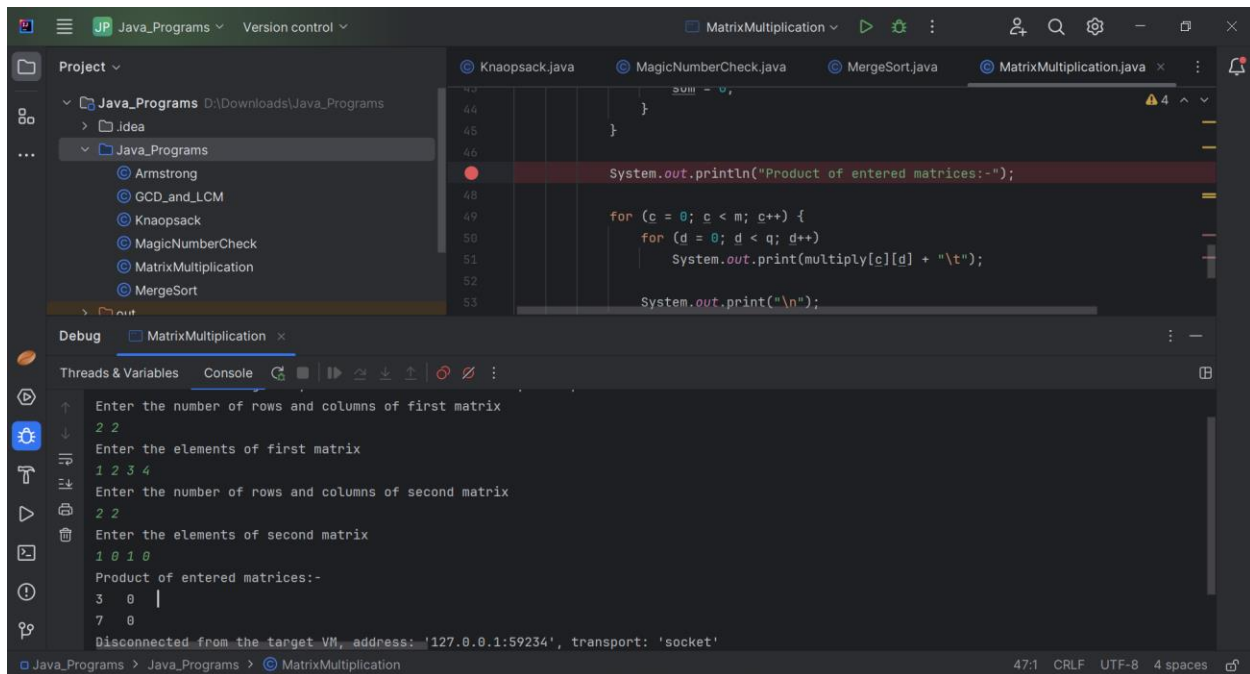 JP Java_Programs Version control MatrixMultiplication
Project
Knaopsack.java MagicNumberCheck.java MergeSort.java MatrixMultiplication.java
Java_Programs D:\Downloads\Java_Programs
.idea
Java_Programs
Armstrong
GCD_and_LCM
Knaopsack
MagicNumberCheck
MatrixMultiplication
MergeSort
out
4
43 sum = 0;
44 }
45 }
46
System.out.println("Product of entered matrices:-");
48
49 for (c = 0; c < m; c++) {
50 for (d = 0; d < q; d++)
51 System.out.print(multiply[c][d] + "\t");
52
53 System.out.print("\n");
Debug MatrixMultiplication
Threads & Variables Console
Enter the number of rows and columns of first matrix
2 2
Enter the elements of first matrix
1 2 3 4
Enter the number of rows and columns of second matrix
2 2
Enter the elements of second matrix
1 0 1 0
Product of entered matrices:-
3 0
7 0
Disconnected from the target VM, address: '127.0.0.1:59234', transport: 'socket'
Java_Programs > Java_Programs > MatrixMultiplication 47:1 CRLF UTF-8 4 spaces